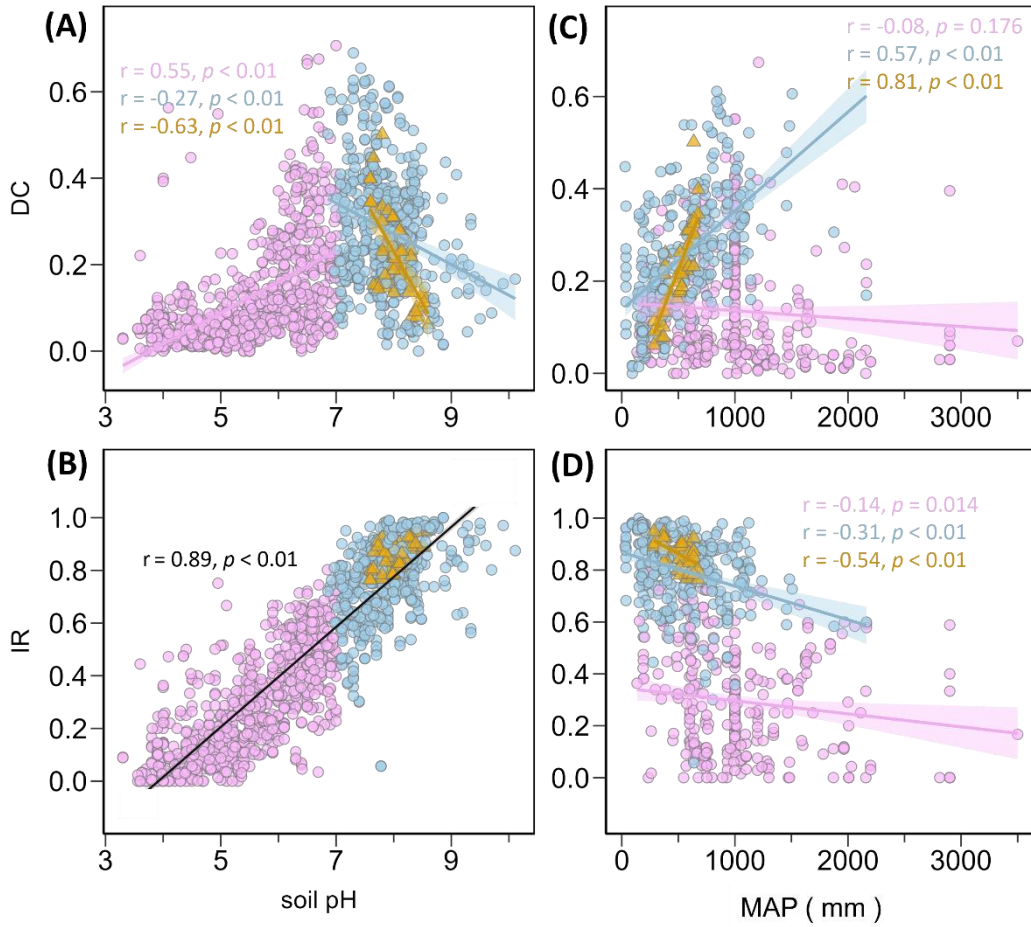 (A)
r = 0.55, p < 0.01
r = -0.27, p < 0.01
r = -0.63, p < 0.01
DC
0.6
0.4
0.2
0.0
3 5 7 9
(C)
r = -0.08, p = 0.176
r = 0.57, p < 0.01
r = 0.81, p < 0.01
0.6
0.4
0.2
0.0
0 1000 2000 3000
(B)
r = 0.89, p < 0.01
IR
1.0
0.8
0.6
0.4
0.2
0.0
3 5 7 9
soil pH
(D)
r = -0.14, p = 0.014
r = -0.31, p < 0.01
r = -0.54, p < 0.01
1.0
0.8
0.6
0.4
0.2
0.0
0 1000 2000 3000
MAP ( mm )